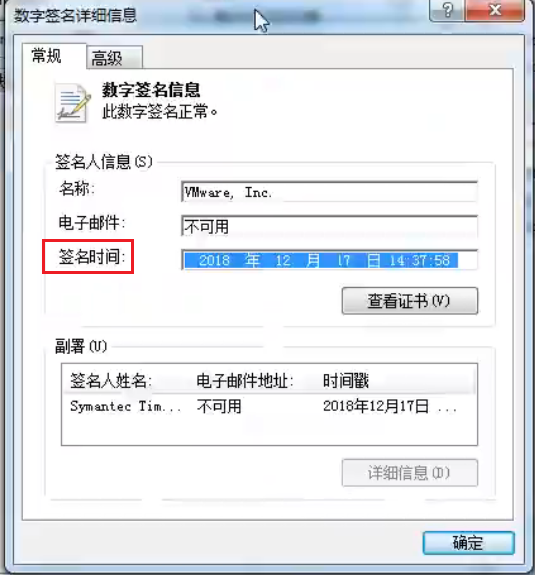 数字签名详细信息
常规 高级
数字签名信息
此数字签名正常。
签名人信息(S)
名称: VMware, Inc.
电子邮件: 不可用
签名时间: 2018 年 12 月 17 日 14:37:58
查看证书(V)
副署(U)
签名人姓名: 电子邮件地址: 时间戳
Symantec Tim... 不可用 2018年12月17日 ...
详细信息(D)
确定